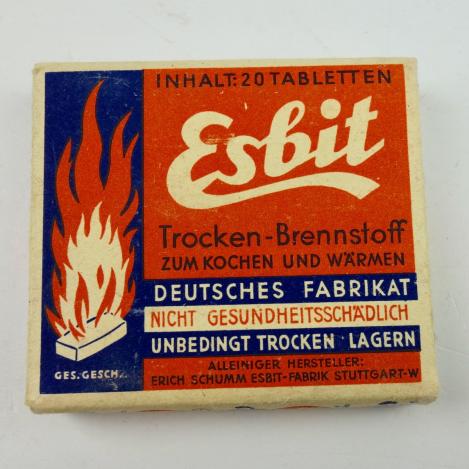 INHALT: 20 TABLETTEN
Esbit
Trocken-Brennstoff
ZUM KOCHEN UND WÄRMEN
DEUTSCHES FABRIKAT
NICHT GESUNDHEITSSCHÄDLICH
UNBEDINGT TROCKEN LAGERN
ALLEINIGER HERSTELLER:
ERICH SCHUMM ESBIT-FABRIK STUTTGART-W
GES. GESCH.